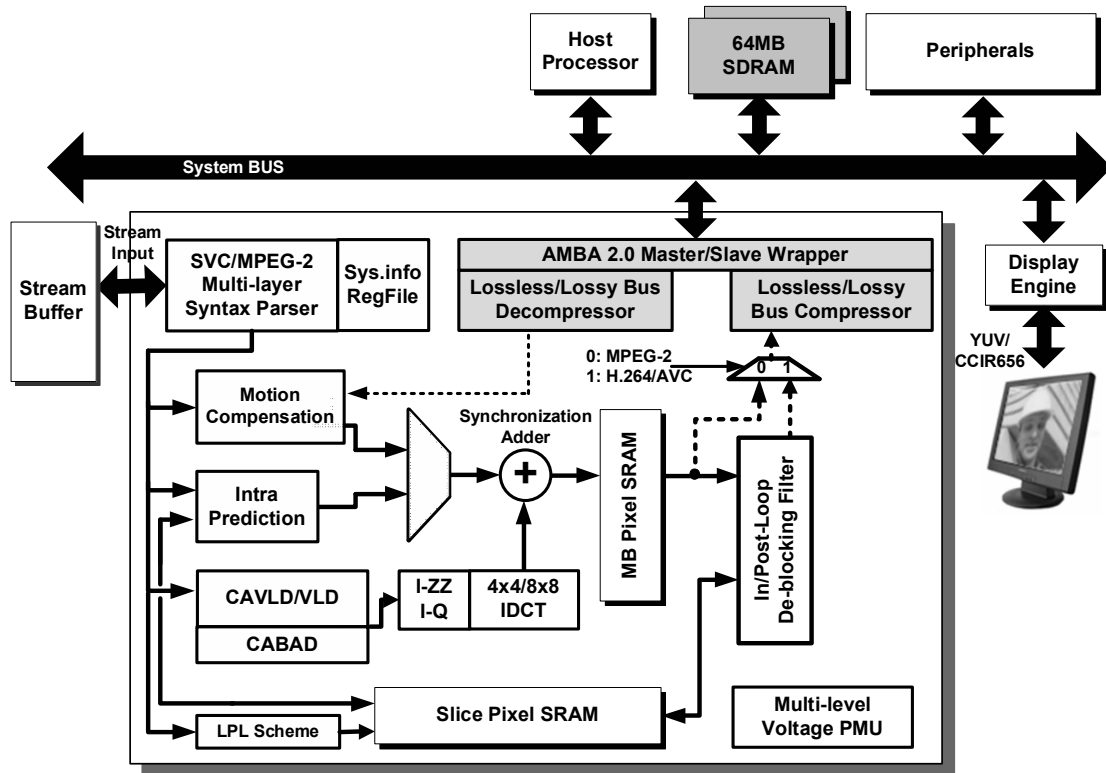 Host
Processor
64MB
SDRAM
Peripherals
System BUS
Stream
Buffer
Stream
Input
SVC/MPEG-2
Multi-layer
Syntax Parser
Sys.info
RegFile
AMBA 2.0 Master/Slave Wrapper
Lossless/Lossy Bus
Decompressor
Lossless/Lossy
Bus Compressor
Display
Engine
YUV/
CCIR656
0: MPEG-2
1: H.264/AVC
0 1
Motion
Compensation
Synchronization
Adder
+
Intra
Prediction
MB Pixel SRAM
In/Post-Loop
De-blocking Filter
CAVLD/VLD
CABAD
I-ZZ
I-Q
4x4/8x8
IDCT
Slice Pixel SRAM
LPL Scheme
Multi-level
Voltage PMU